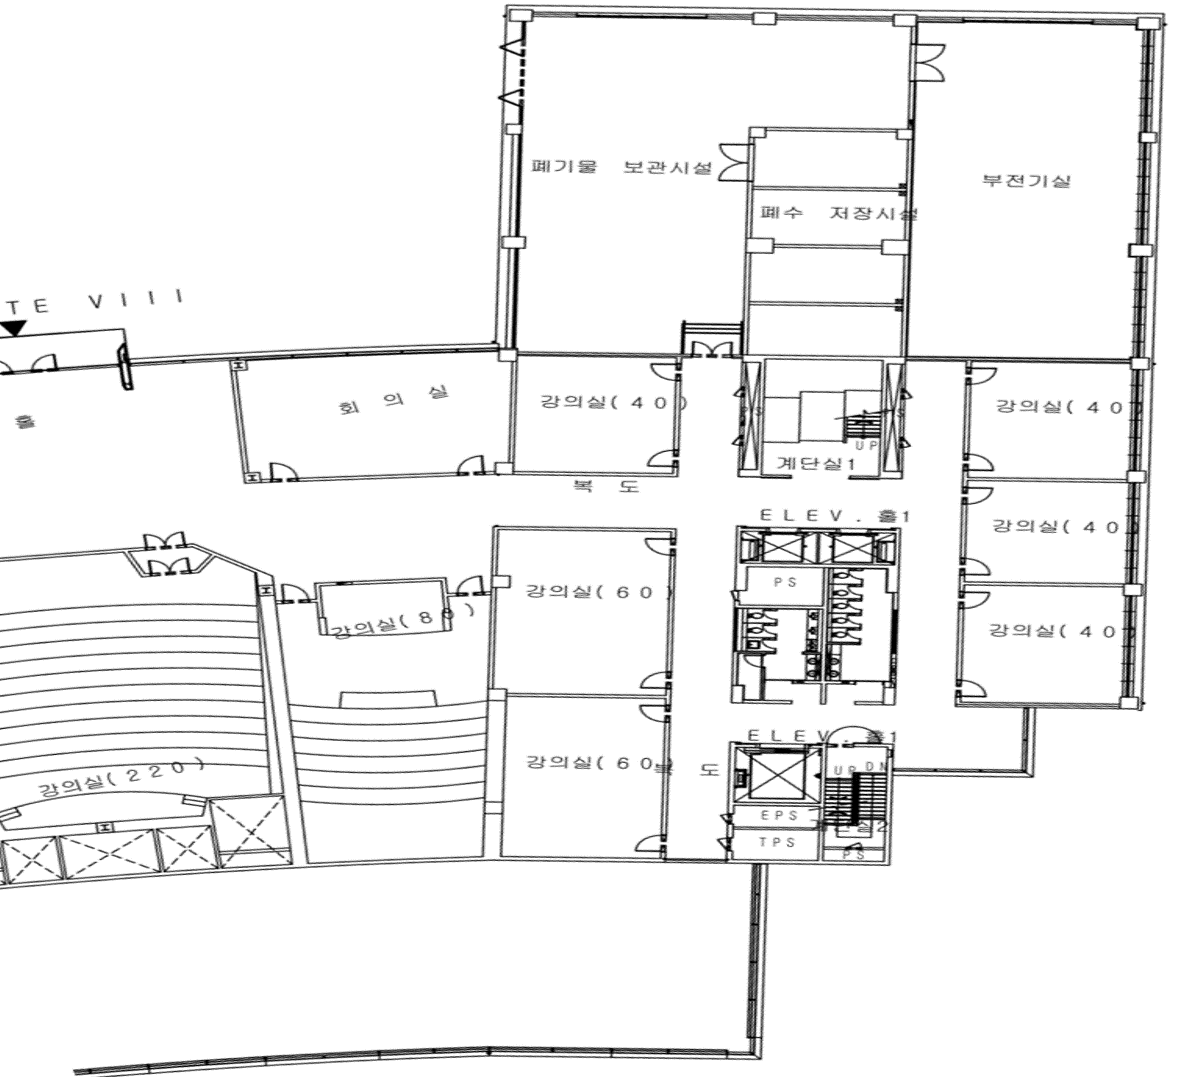 폐기물 보관시설
부전기실
폐수 저장시설
TE VIII
홀
회의실
강의실(40)
PS
PS
UP
계단실1
강의실(40)
복도
ELEV. 홀1
강의실(40)
PS
강의실(60)
강의실(80)
강의실(40)
ELEV. 홀1
강의실(220)
강의실(60)
복도
UP
DN
EPS
계단실2
TPS
PS